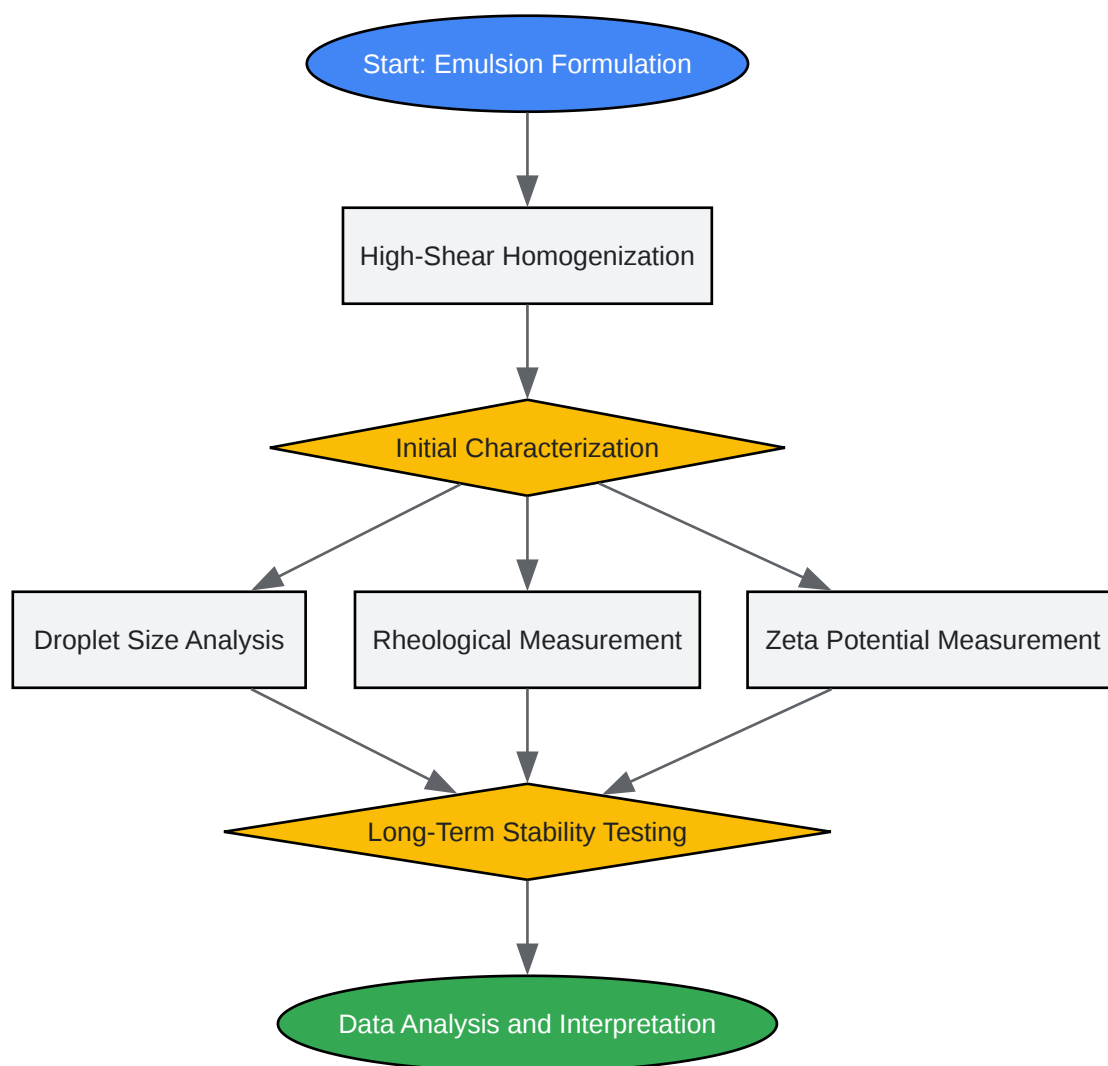 Start: Emulsion Formulation
High-Shear Homogenization
Initial Characterization
Droplet Size Analysis
Rheological Measurement
Zeta Potential Measurement
Long-Term Stability Testing
Data Analysis and Interpretation